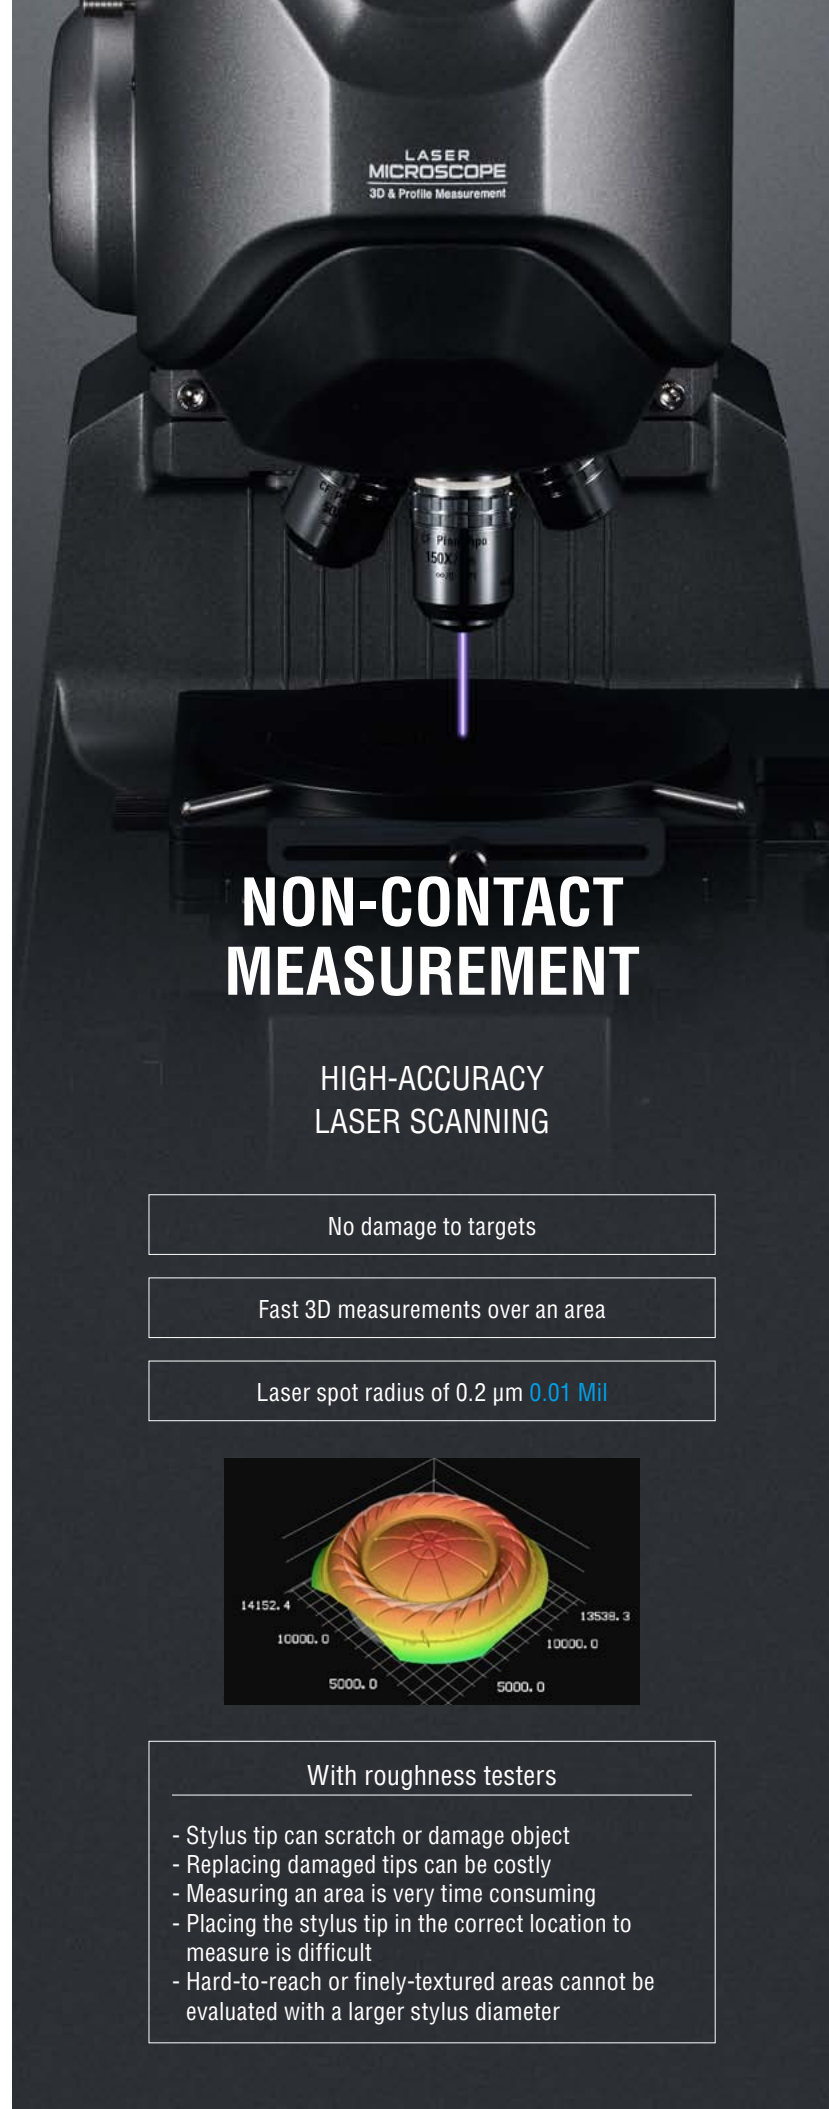 LASER
MICROSCOPE
3D & Profile Measurement
CF Plan Apo
150X
NON-CONTACT
MEASUREMENT
HIGH-ACCURACY
LASER SCANNING
No damage to targets
Fast 3D measurements over an area
Laser spot radius of 0.2 µm 0.01 Mil
14152.4
13538.3
10000.0
10000.0
5000.0
5000.0
With roughness testers
- Stylus tip can scratch or damage object
- Replacing damaged tips can be costly
- Measuring an area is very time consuming
- Placing the stylus tip in the correct location to
measure is difficult
- Hard-to-reach or finely-textured areas cannot be
evaluated with a larger stylus diameter